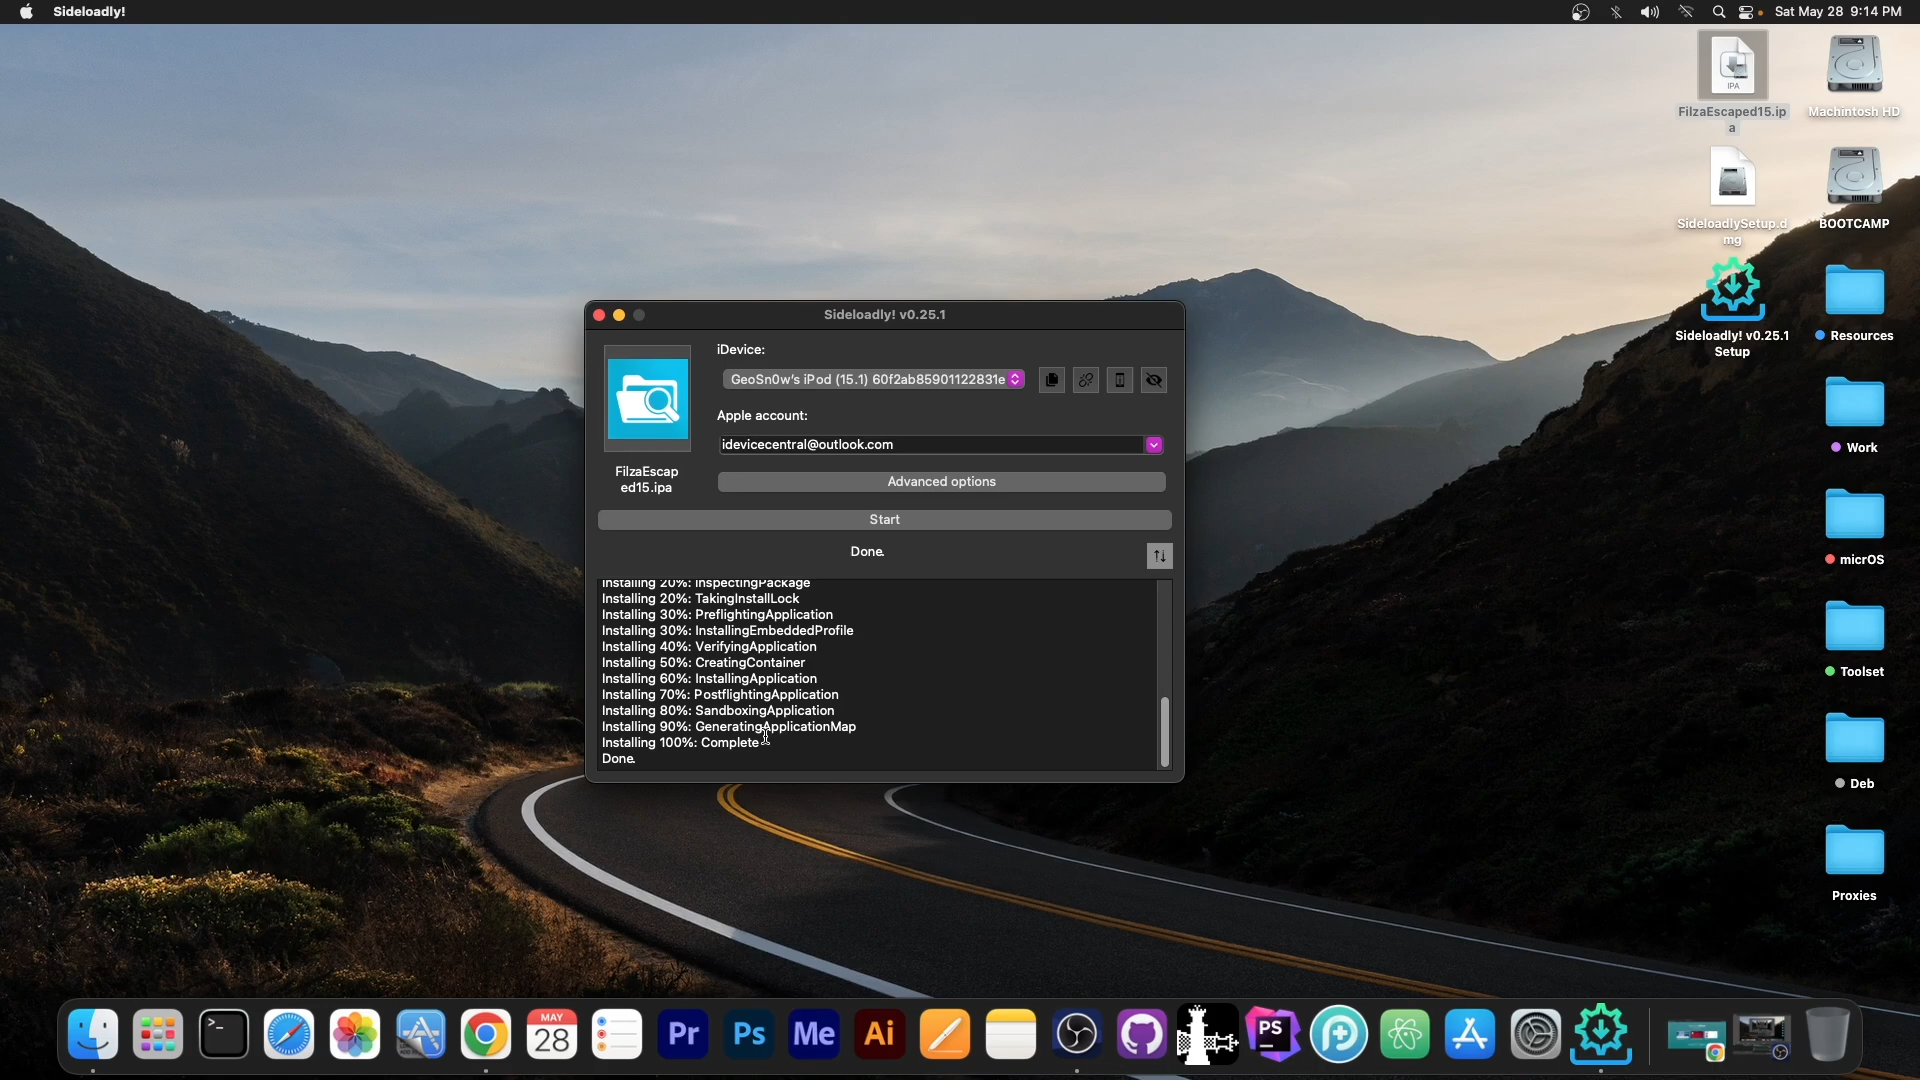 Sideloadly!
Sat May 28 9:14 PM
IPA
FilzaEscaped15.ip
a
Machintosh HD
SideloadlySetup.d
mg
BOOTCAMP
Sideloadly! v0.25.1
Setup
Resources
Work
micrOS
Toolset
Deb
Proxies
Sideloadly! v0.25.1
iDevice:
GeoSn0w's iPod (15.1) 60f2ab85901122831e
Apple account:
idevicecentral@outlook.com
FilzaEscap
ed15.ipa
Advanced options
Start
Done.
Installing 20%: InspectingPackage
Installing 20%: TakingInstallLock
Installing 30%: PreflightingApplication
Installing 30%: InstallingEmbeddedProfile
Installing 40%: VerifyingApplication
Installing 50%: CreatingContainer
Installing 60%: InstallingApplication
Installing 70%: PostflightingApplication
Installing 80%: SandboxingApplication
Installing 90%: GeneratingApplicationMap
Installing 100%: Complete
Done.
MAY
28
Pr
Ps
Me
Ai
PS